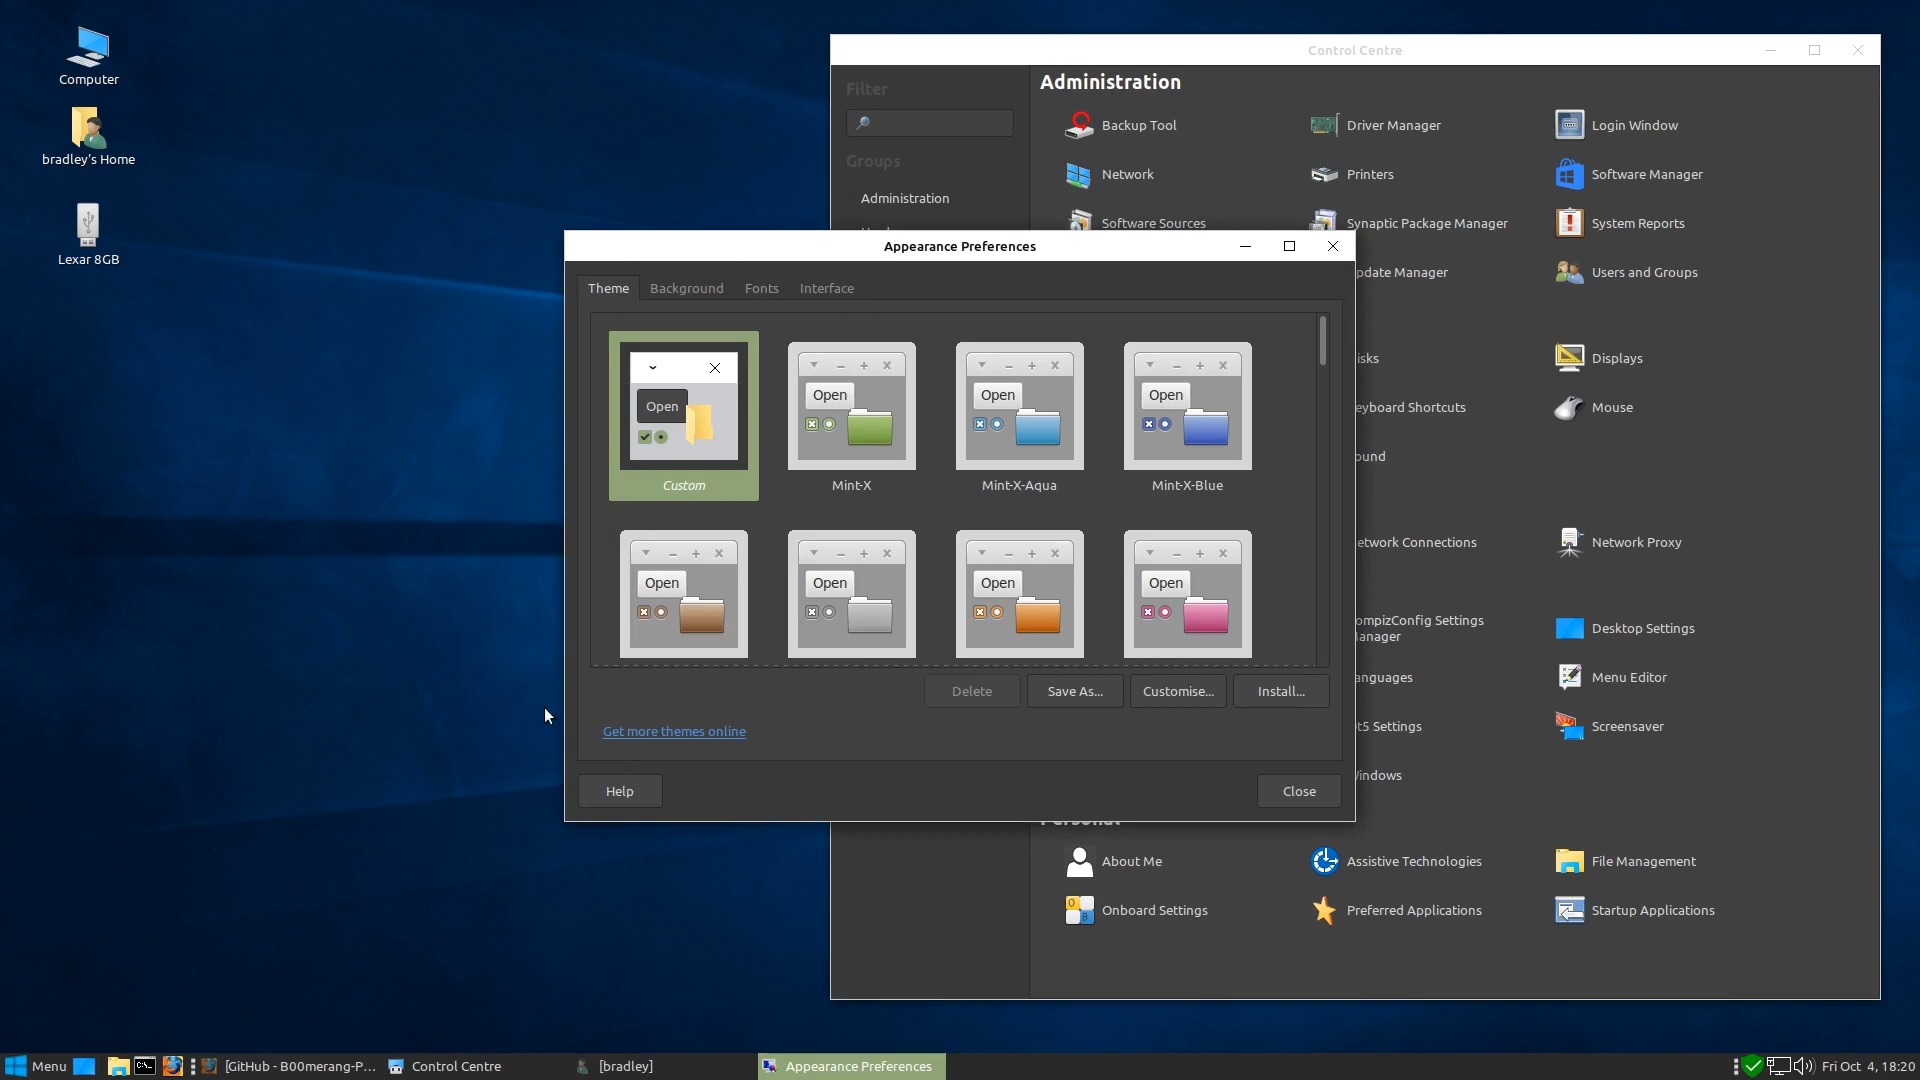 Computer
bradley's Home
Lexar 8GB
Control Centre
Filter
Groups
Administration
Administration
Backup Tool
Driver Manager
Login Window
Network
Printers
Software Manager
Software Sources
Synaptic Package Manager
System Reports
pdate Manager
Users and Groups
isks
Displays
eyboard Shortcuts
Mouse
ound
etwork Connections
Network Proxy
ompizConfig Settings
anager
Desktop Settings
anguages
Menu Editor
t5 Settings
Screensaver
indows
About Me
Assistive Technologies
File Management
Onboard Settings
Preferred Applications
Startup Applications
Appearance Preferences
Theme
Background
Fonts
Interface
Open
Open
Open
Open
Custom
Mint-X
Mint-X-Aqua
Mint-X-Blue
Open
Open
Open
Open
Delete
Save As...
Customise...
Install...
Get more themes online
Help
Close
Menu
[GitHub - B00merang-P...
Control Centre
[bradley]
Appearance Preferences
Fri Oct 4, 18:20